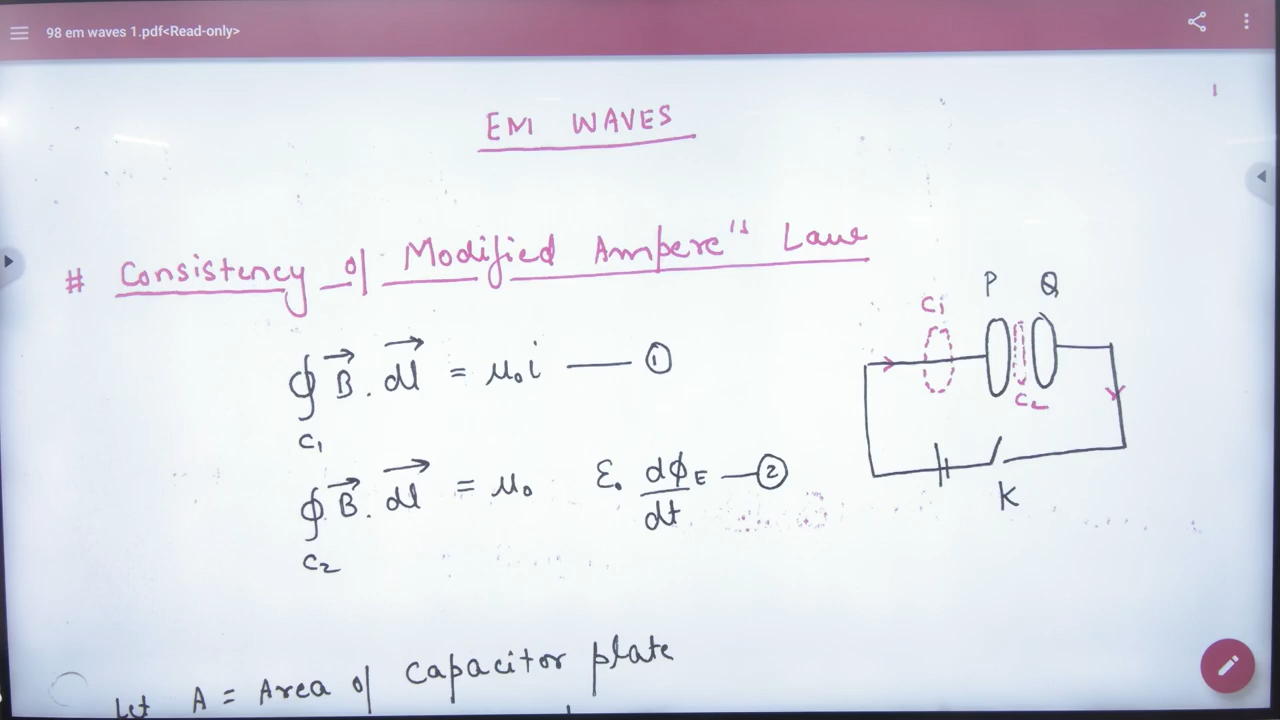 98 em waves 1.pdf<Read-only>
1
EM WAVES
# Consistency of Modified Ampere's Law
P Q
C1
∮ B⃗ . dl⃗ = μ₀i —— ①
C1
C2
∮ B⃗ . dl⃗ = μ₀ ε₀ dϕE/dt — ②
C2
K
Let A = Area of capacitor plate